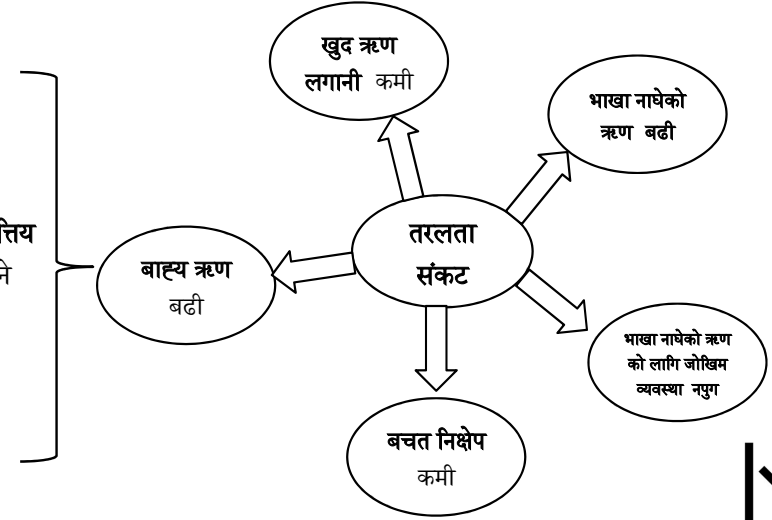 खुद ऋण
लगानी कमी
भाखा नाघेको
ऋण बढी
तरलता
संकट
बाह्य ऋण
बढी
भाखा नाघेको ऋण
को लागि जोखिम
व्यवस्था नपुग
बचत निक्षेप
कमी